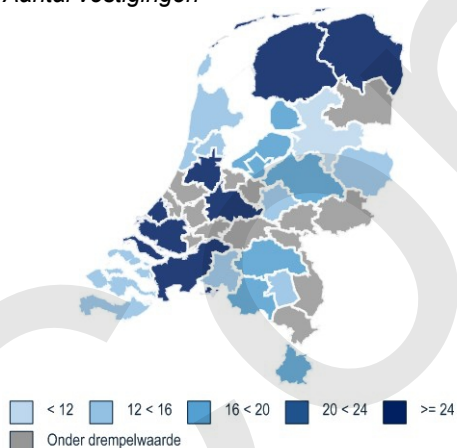 Aantal vestigingen
< 12 12 < 16 16 < 20 20 < 24 >= 24
Onder drempelwaarde